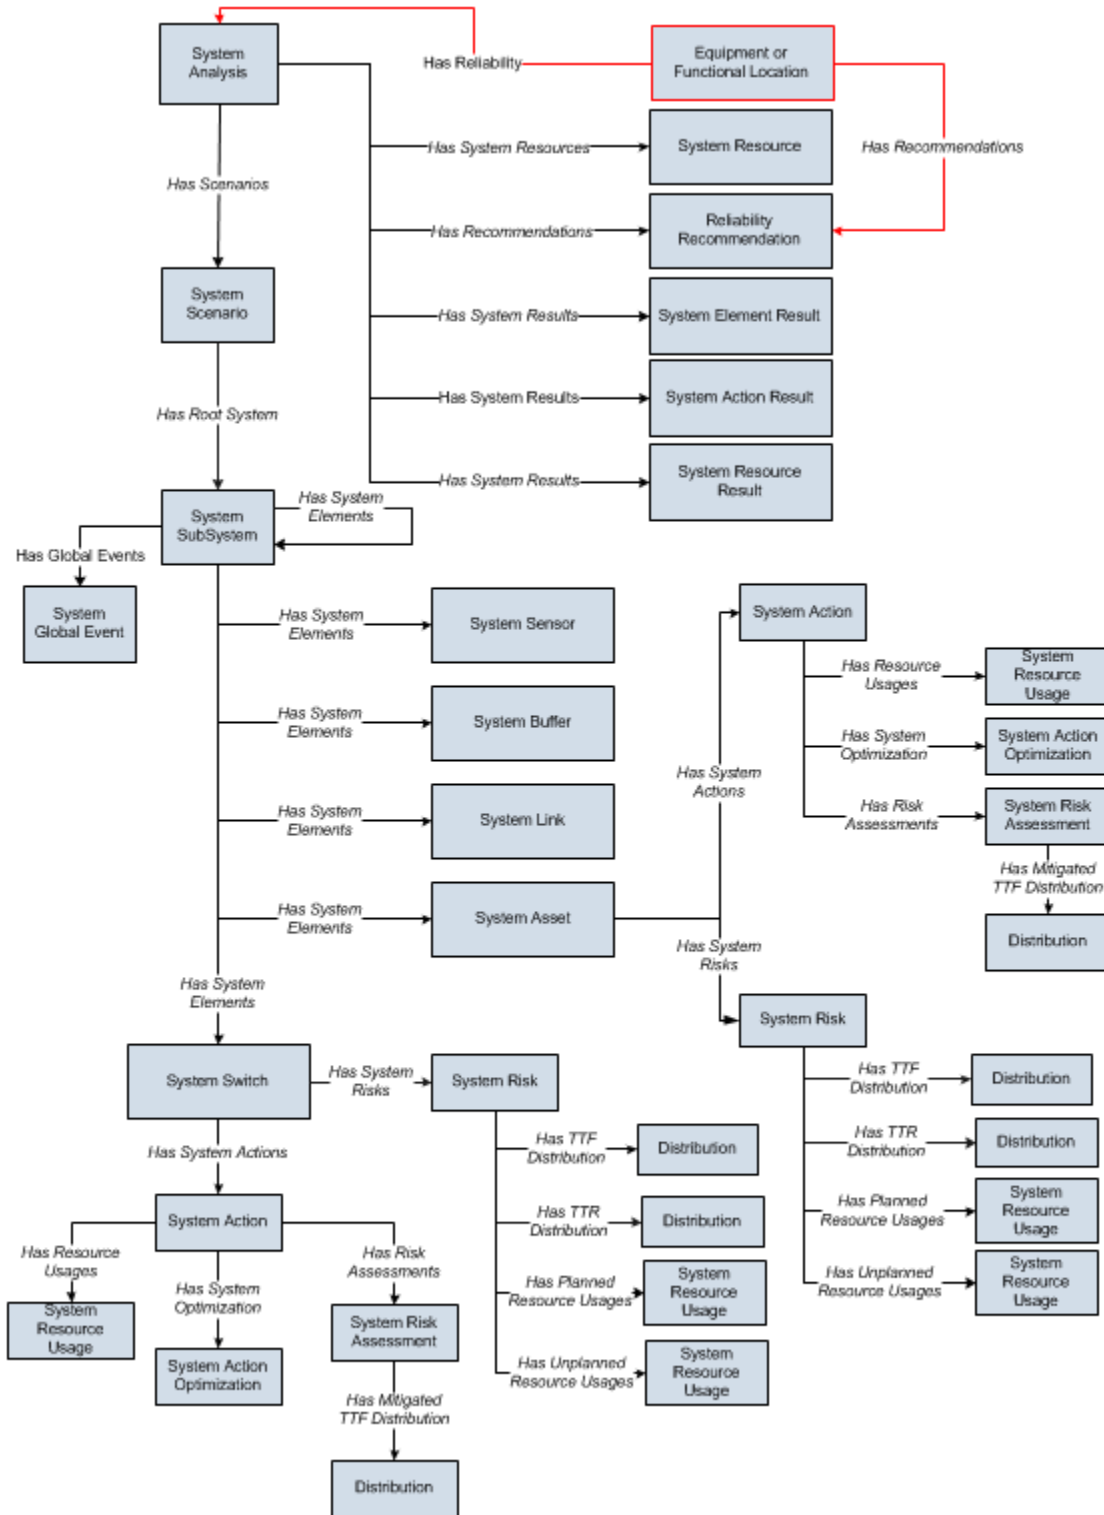 System
Analysis
Has Reliability
Equipment or
Functional Location
Has System Resources
System Resource
Has Recommendations
Has Scenarios
Has Recommendations
Reliability
Recommendation
System
Scenario
Has System Results
System Element Result
Has System Results
System Action Result
Has Root System
Has System Results
System Resource
Result
System
SubSystem
Has System
Elements
Has Global Events
System
Global Event
Has System
Elements
System Sensor
Has System
Elements
System Buffer
Has System
Elements
System Link
Has System
Elements
System Asset
Has System
Actions
System Action
Has Resource
Usages
System
Resource
Usage
Has System
Optimization
System Action
Optimization
Has Risk
Assessments
System Risk
Assessment
Has Mitigated
TTF Distribution
Distribution
Has System
Risks
System Risk
Has TTF
Distribution
Distribution
Has TTR
Distribution
Distribution
Has Planned
Resource Usages
System
Resource
Usage
Has Unplanned
Resource Usages
System
Resource
Usage
Has System
Elements
System Switch
Has System
Risks
System Risk
Has TTF
Distribution
Distribution
Has TTR
Distribution
Distribution
Has Planned
Resource Usages
System
Resource
Usage
Has Unplanned
Resource Usages
System
Resource
Usage
Has System Actions
System Action
Has Resource
Usages
System
Resource
Usage
Has System
Optimization
System Action
Optimization
Has Risk
Assessments
System Risk
Assessment
Has Mitigated
TTF Distribution
Distribution